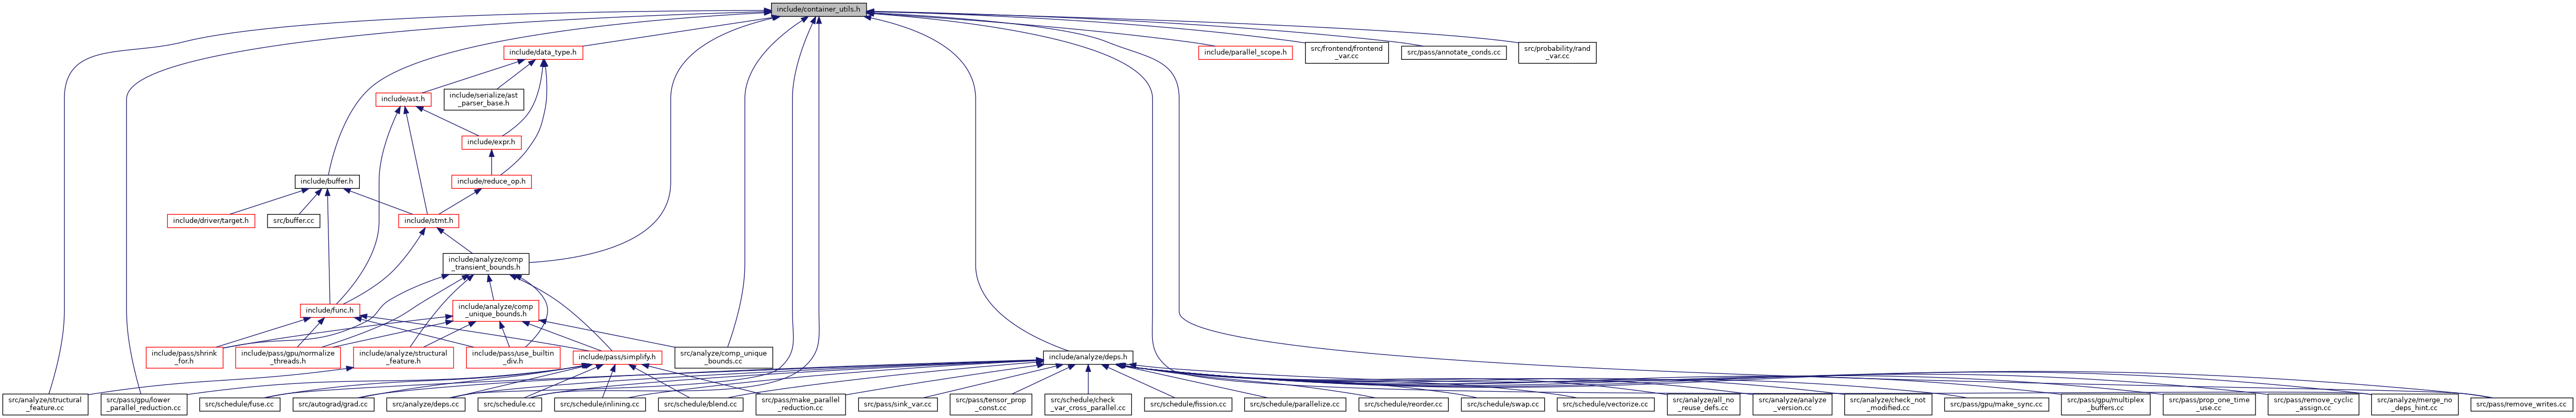 include/container_utils.h
include/data_type.h
include/parallel_scope.h
src/frontend/frontend
_var.cc
src/pass/annotate_conds.cc
src/probability/rand
_var.cc
include/ast.h
include/serialize/ast
_parser_base.h
include/expr.h
include/buffer.h
include/reduce_op.h
include/driver/target.h
src/buffer.cc
include/stmt.h
include/analyze/comp
_transient_bounds.h
include/func.h
include/analyze/comp
_unique_bounds.h
include/pass/shrink
_for.h
include/pass/gpu/normalize
_threads.h
include/analyze/structural
_feature.h
include/pass/use_builtin
_div.h
include/pass/simplify.h
src/analyze/comp_unique
_bounds.cc
include/analyze/deps.h
src/analyze/structural
_feature.cc
src/pass/gpu/lower
_parallel_reduction.cc
src/schedule/fuse.cc
src/autograd/grad.cc
src/analyze/deps.cc
src/schedule.cc
src/schedule/inlining.cc
src/schedule/blend.cc
src/pass/make_parallel
_reduction.cc
src/pass/sink_var.cc
src/pass/tensor_prop
_const.cc
src/schedule/check
_var_cross_parallel.cc
src/schedule/fission.cc
src/schedule/parallelize.cc
src/schedule/reorder.cc
src/schedule/swap.cc
src/schedule/vectorize.cc
src/analyze/all_no
_reuse_defs.cc
src/analyze/analyze
_version.cc
src/analyze/check_not
_modified.cc
src/pass/gpu/make_sync.cc
src/pass/gpu/multiplex
_buffers.cc
src/pass/prop_one_time
_use.cc
src/pass/remove_cyclic
_assign.cc
src/analyze/merge_no
_deps_hint.cc
src/pass/remove_writes.cc